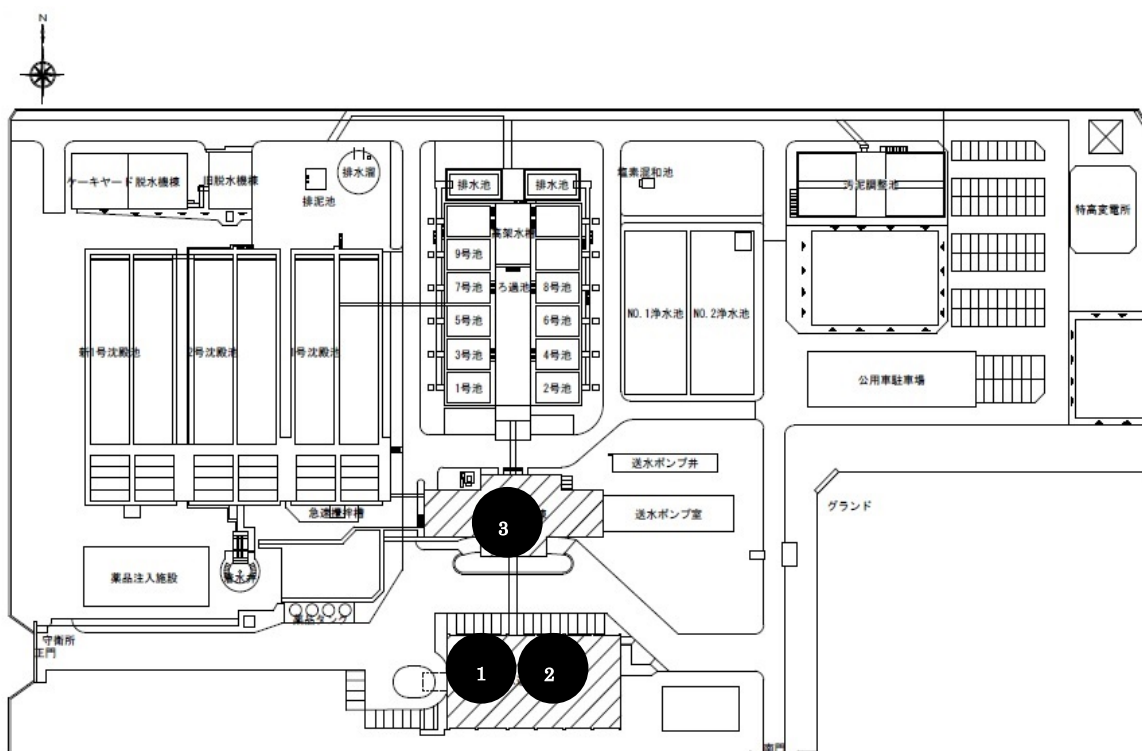 N
ケーキヤード脱水機棟
旧脱水機棟
排泥池
排水溜
排水池
排水池
塩素混和池
汚泥調整池
特高変電所
高架水槽
9号池
7号池
ろ過池
8号池
5号池
6号池
3号池
4号池
1号池
2号池
新1号沈殿池
2号沈殿池
1号沈殿池
NO.1浄水池
NO.2浄水池
公用車駐車場
送水ポンプ井
送水ポンプ室
グランド
急速攪拌槽
3
薬品注入施設
着水井
薬品タンク
守衛所
正門
1
2
南門